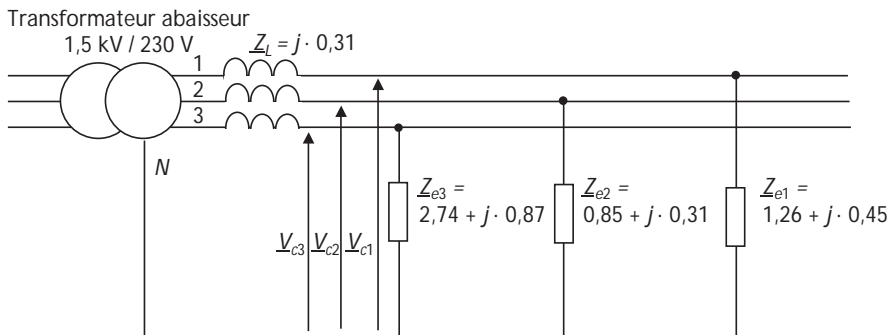 Transformateur abaisseur
1,5 kV / 230 V
1
Z_L = j · 0,31
2
3
N
Z_e3 =
2,74 + j · 0,87
Z_e2 =
0,85 + j · 0,31
Z_e1 =
1,26 + j · 0,45
V_c3 V_c2 V_c1